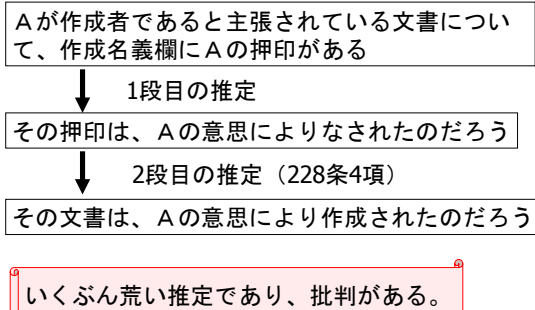 Ａが作成者であると主張されている文書につい
て、作成名義欄にＡの押印がある
1段目の推定
その押印は、Ａの意思によりなされたのだろう
2段目の推定（228条4項）
その文書は、Ａの意思により作成されたのだろう
いくぶん荒い推定であり、批判がある。